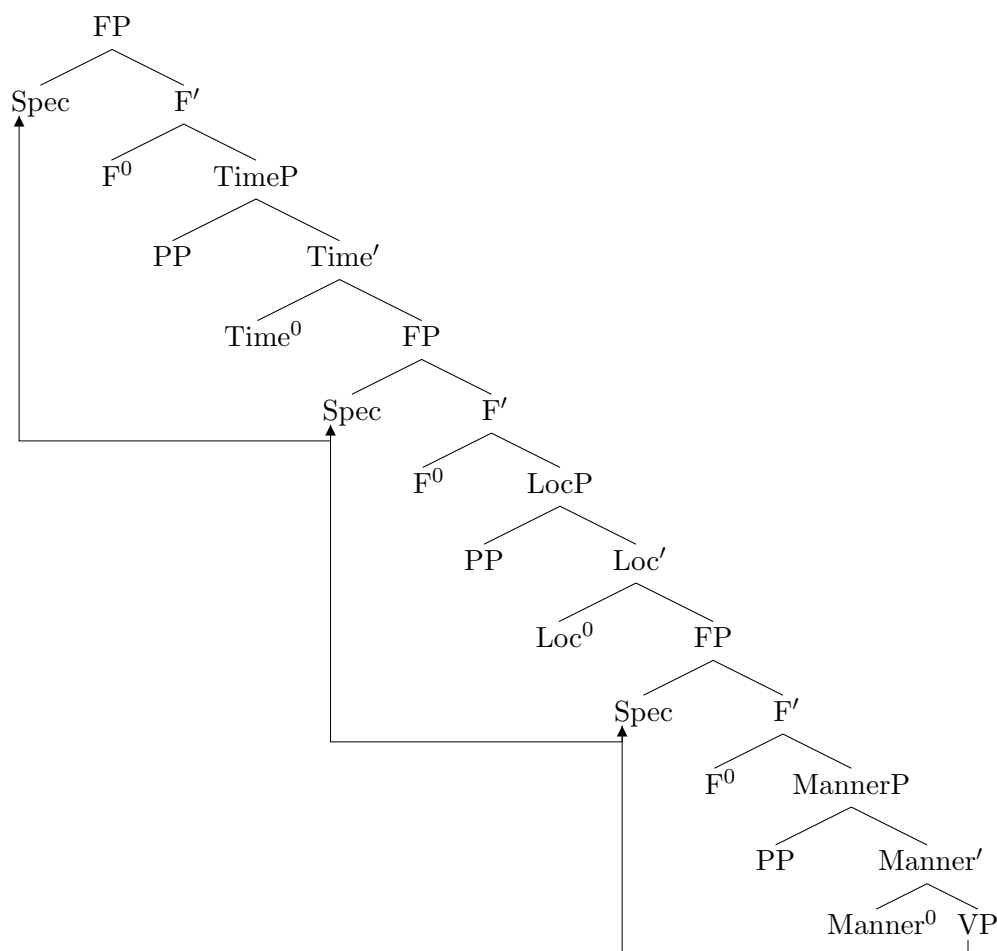 FP
Spec F′
F⁰ TimeP
PP Time′
Time⁰ FP
Spec F′
F⁰ LocP
PP Loc′
Loc⁰ FP
Spec F′
F⁰ MannerP
PP Manner′
Manner⁰ VP